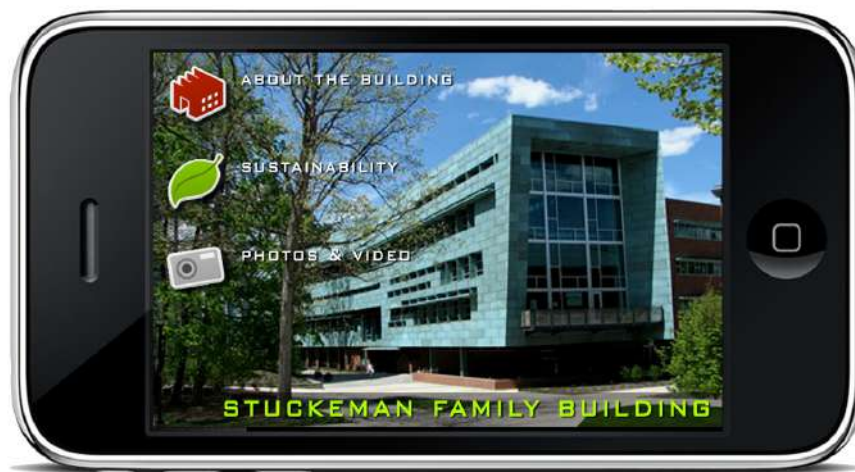 ABOUT THE BUILDING
SUSTAINABILITY
PHOTOS & VIDEO
STUCKEMAN FAMILY BUILDING